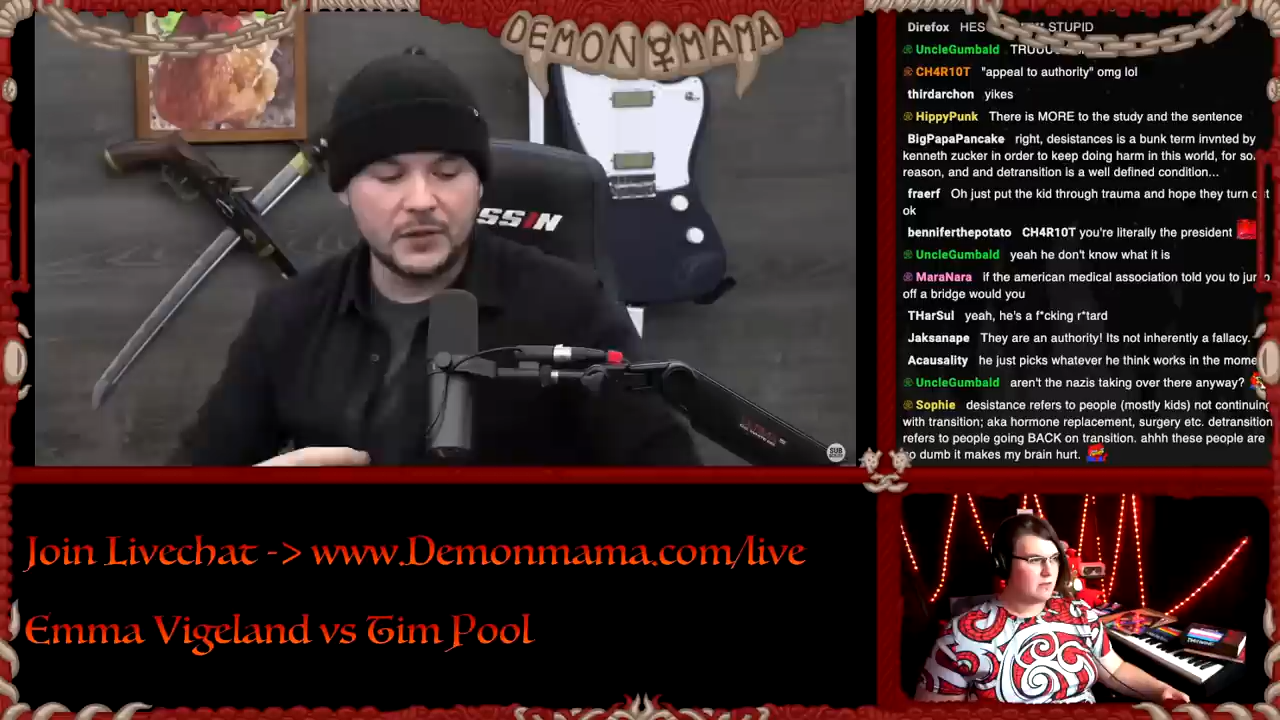 DEMON MAMA
SSIN
SUB
Direfox HES STUPID
UncleGumbald
CH4R10T "appeal to authority" omg lol
thirdarchon yikes
HippyPunk There is MORE to the study and the sentence
BigPapaPancake right, desistances is a bunk term invnted by
kenneth zucker in order to keep doing harm in this world, for so.
reason, and and detransition is a well defined condition...
fraerf Oh just put the kid through trauma and hope they turn
ok
benniferthepotato CH4R10T you're literally the president
UncleGumbald yeah he don't know what it is
MaraNara if the american medical association told you to
off a bridge would you
THarSul yeah, he's a f*cking r*tard
Jaksanape They are an authority! Its not inherently a fallacy.
Acausality he just picks whatever he think works in the mome
UncleGumbald aren't the nazis taking over there anyway?
Sophie desistance refers to people (mostly kids) not continuing
with transition; aka hormone replacement, surgery etc. detransition
refers to people going BACK on transition. ahhh these people are
so dumb it makes my brain hurt.
Join Livechat -> www.Demonmama.com/live
Emma Vigeland vs Tim Pool